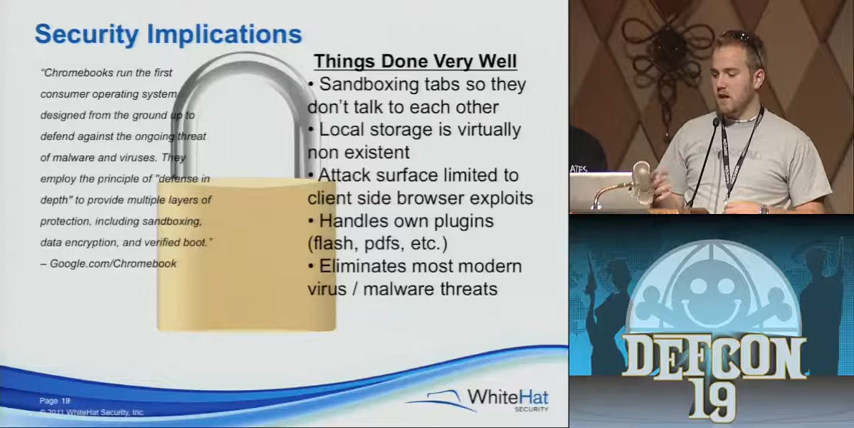 Security Implications
"Chromebooks run the first
consumer operating system
designed from the ground up to
defend against the ongoing threat
of malware and viruses. They
employ the principle of "defense in
depth" to provide multiple layers of
protection, including sandboxing,
data encryption, and verified boot."
– Google.com/Chromebook
Things Done Very Well
• Sandboxing tabs so they
don't talk to each other
• Local storage is virtually
non existent
• Attack surface limited to
client side browser exploits
• Handles own plugins
(flash, pdfs, etc.)
• Eliminates most modern
virus / malware threats
Page 19
© 2011 WhiteHat Security, Inc.
WhiteHat
SECURITY
DEFCON
19